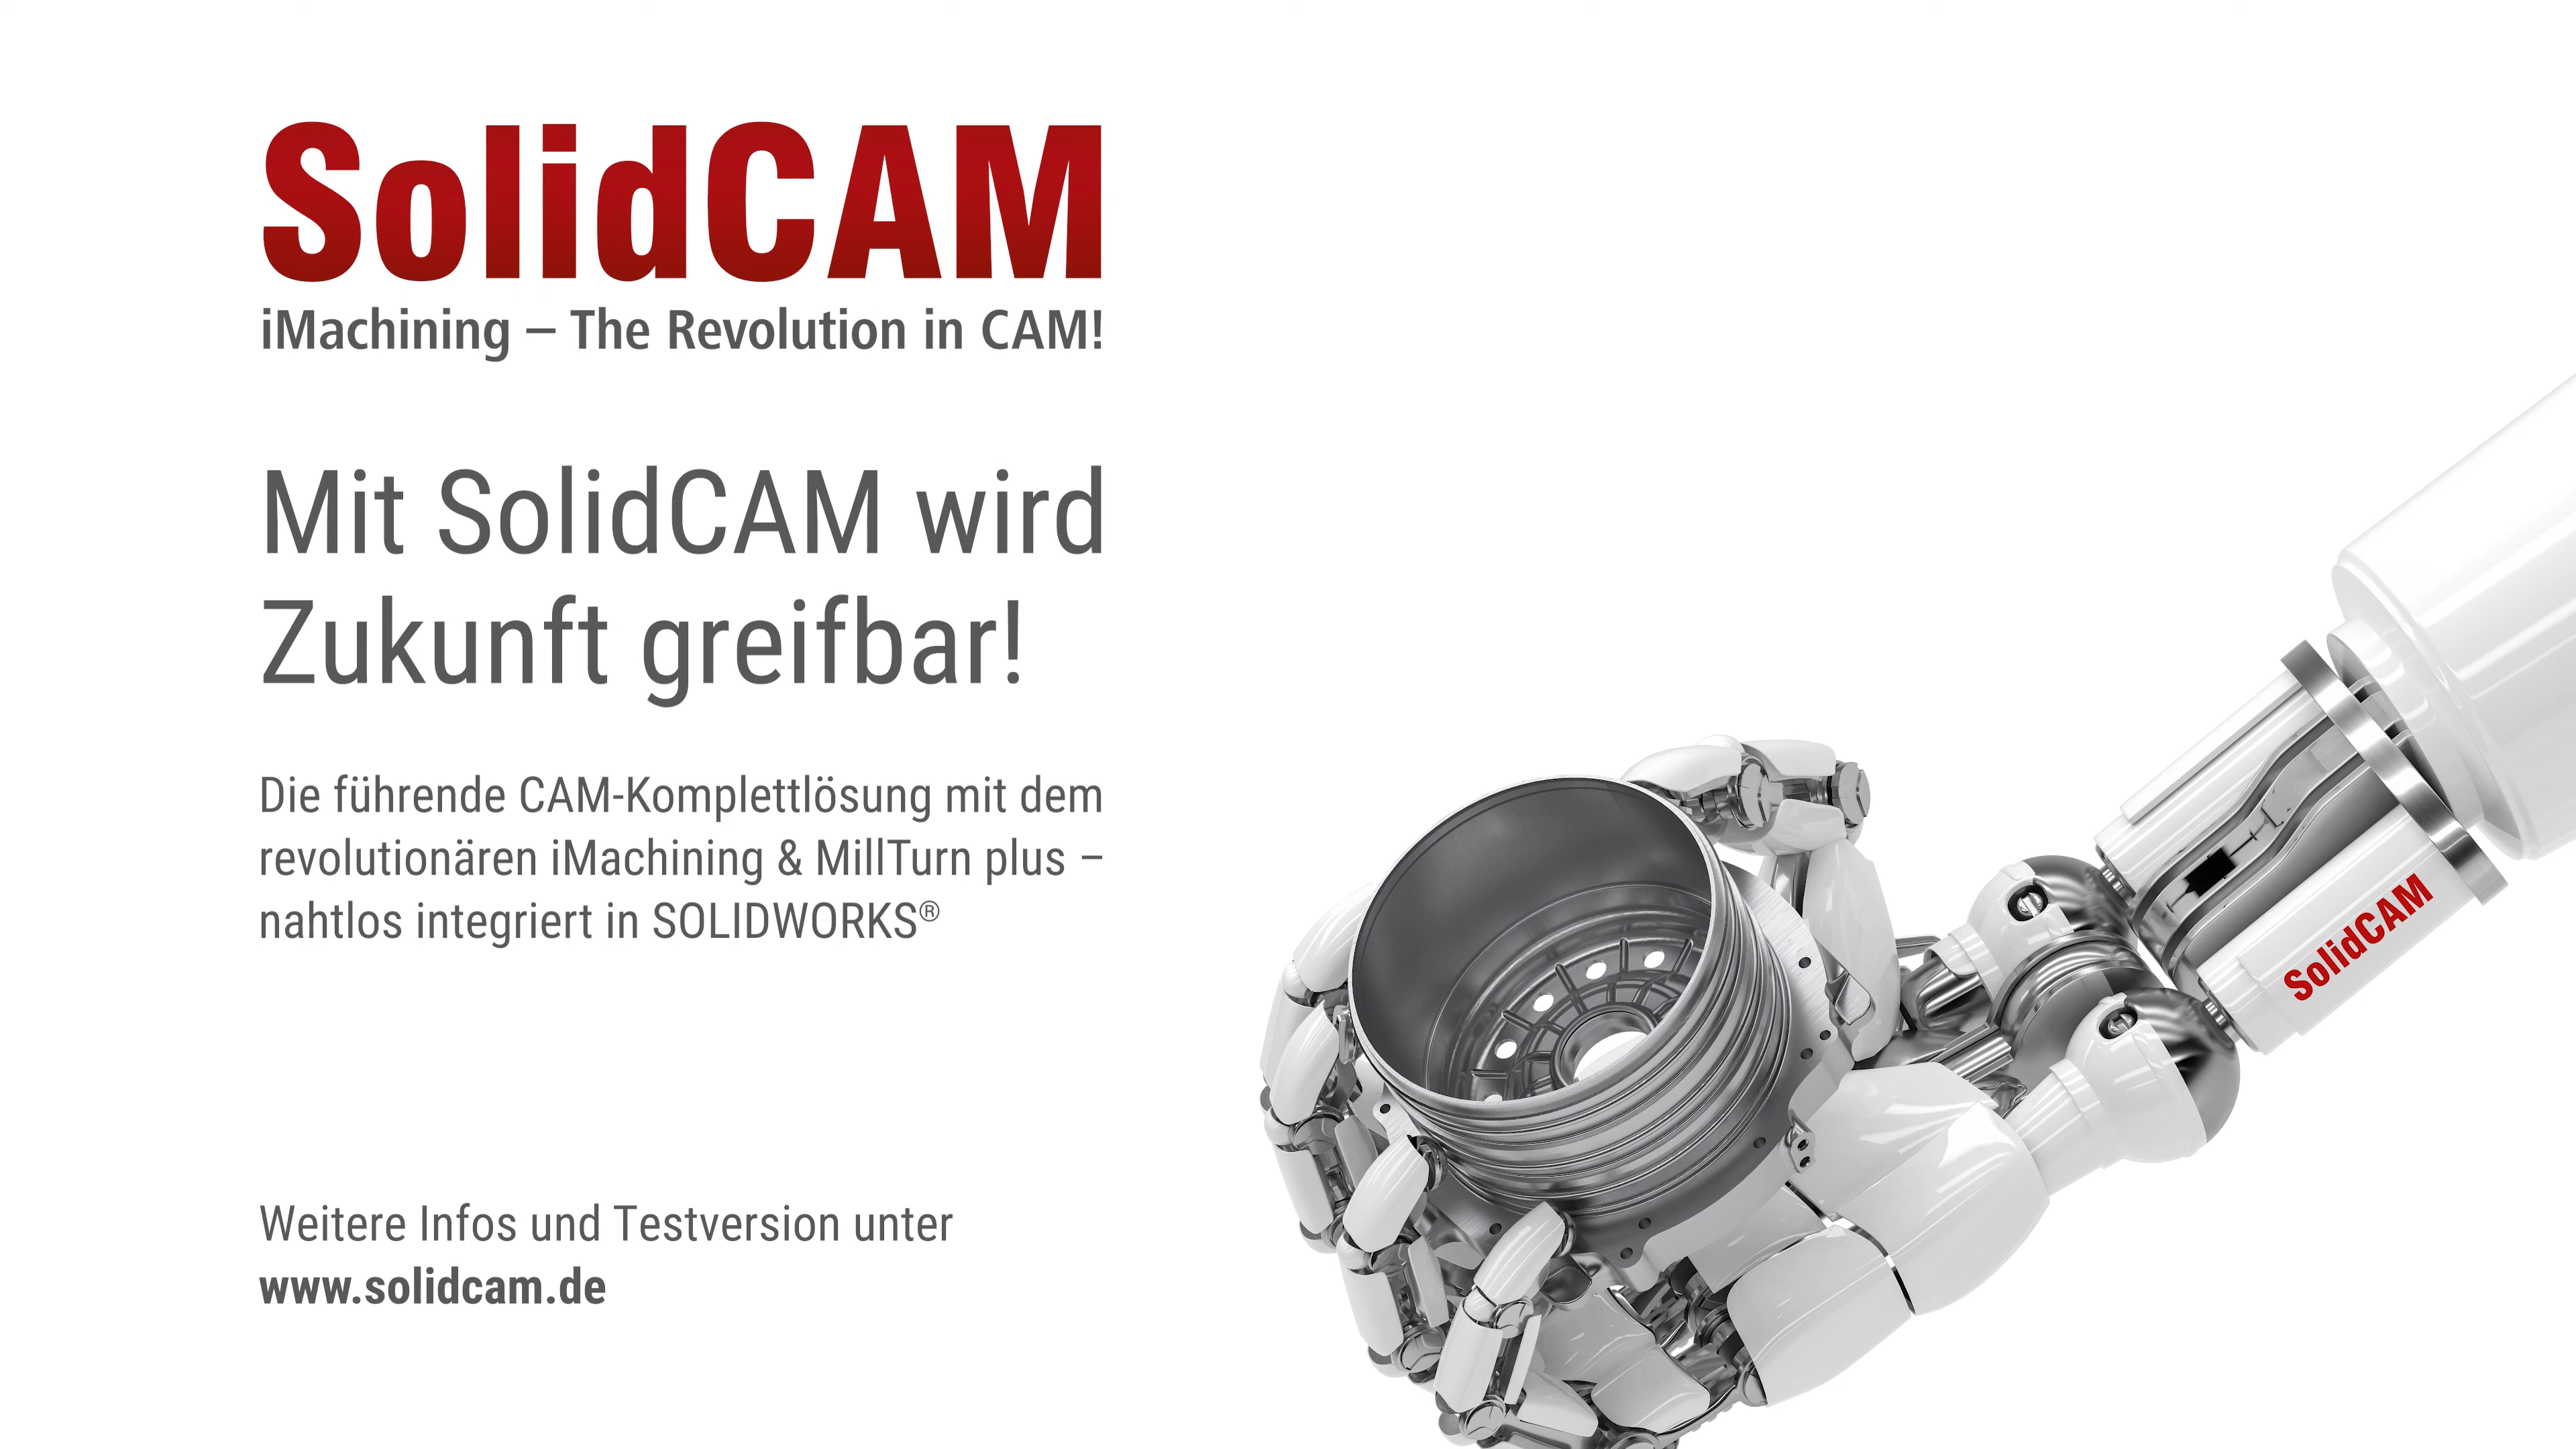 SolidCAM
iMachining – The Revolution in CAM!
Mit SolidCAM wird
Zukunft greifbar!
Die führende CAM-Komplettlösung mit dem
revolutionären iMachining & MillTurn plus –
nahtlos integriert in SOLIDWORKS®
Weitere Infos und Testversion unter
www.solidcam.de
SolidCAM